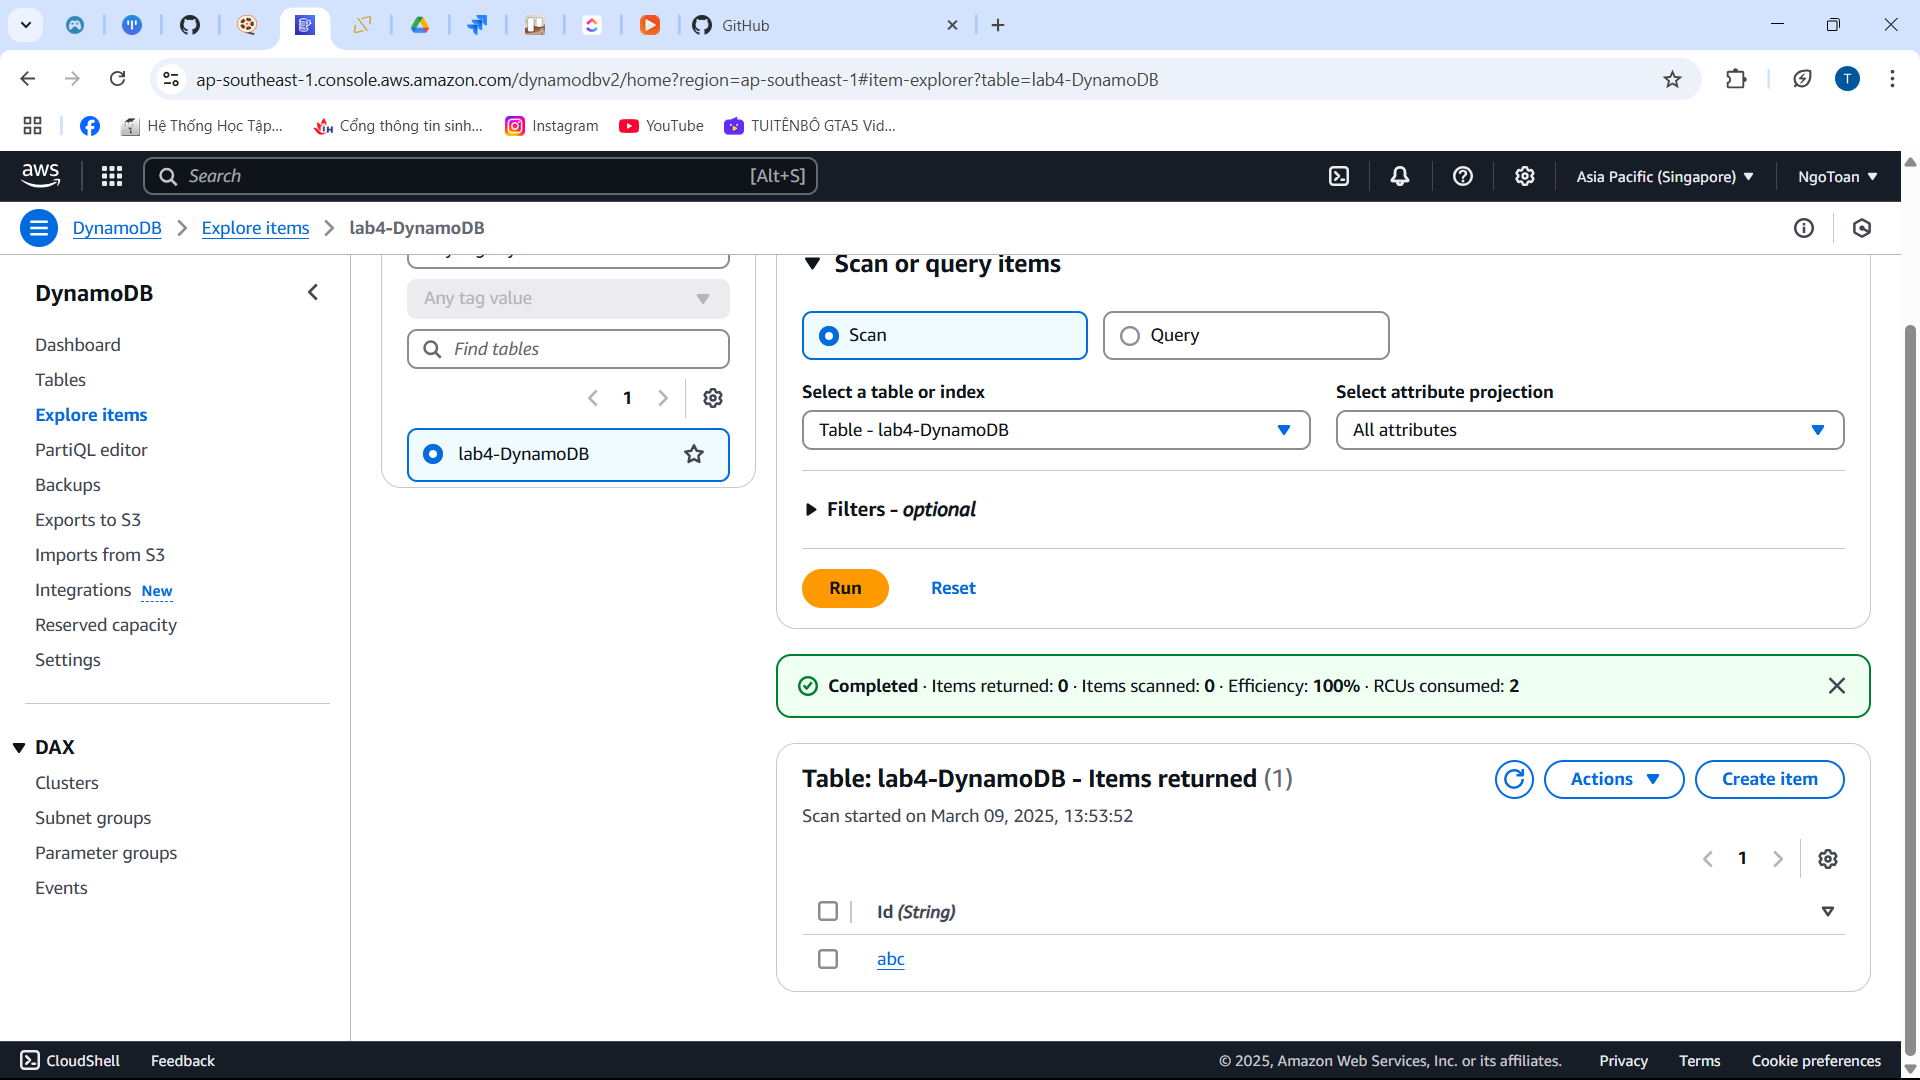 GitHub
ap-southeast-1.console.aws.amazon.com/dynamodbv2/home?region=ap-southeast-1#item-explorer?table=lab4-DynamoDB
T
Hệ Thống Học Tập...
Cổng thông tin sinh...
Instagram
YouTube
TUITÊNBÔ GTA5 Vid...
aws
Search
[Alt+S]
Asia Pacific (Singapore)
NgoToan
DynamoDB
Explore items
lab4-DynamoDB
DynamoDB
Dashboard
Tables
Explore items
PartiQL editor
Backups
Exports to S3
Imports from S3
Integrations New
Reserved capacity
Settings
DAX
Clusters
Subnet groups
Parameter groups
Events
Any tag value
Find tables
1
lab4-DynamoDB
Scan or query items
Scan
Query
Select a table or index
Table - lab4-DynamoDB
Select attribute projection
All attributes
Filters - optional
Run
Reset
Completed · Items returned: 0 · Items scanned: 0 · Efficiency: 100% · RCUs consumed: 2
Table: lab4-DynamoDB - Items returned (1)
Scan started on March 09, 2025, 13:53:52
Actions
Create item
1
Id (String)
abc
CloudShell
Feedback
© 2025, Amazon Web Services, Inc. or its affiliates.
Privacy
Terms
Cookie preferences